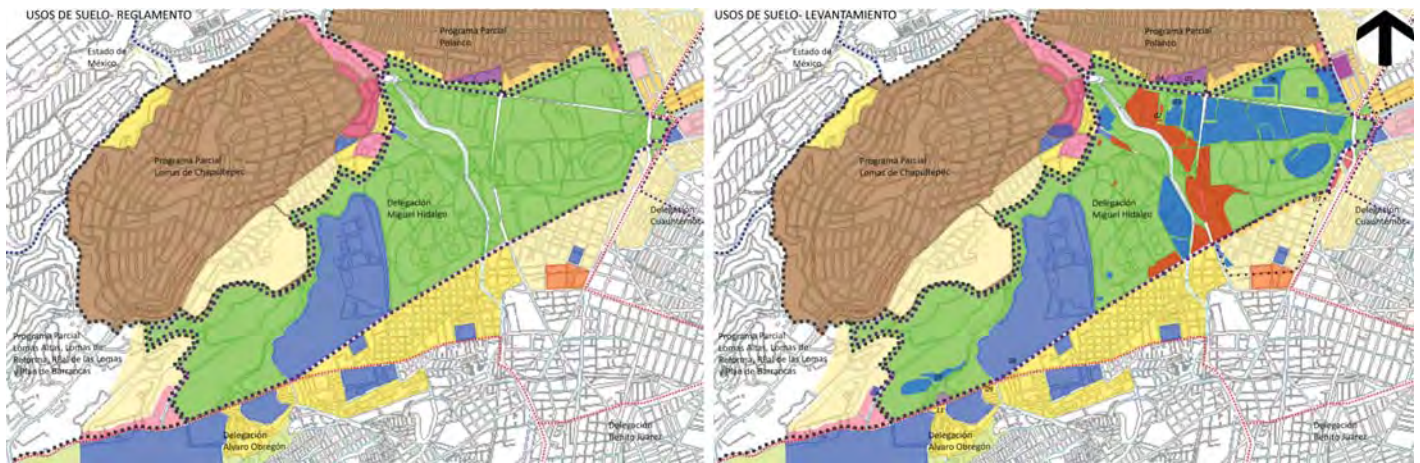 USOS DE SUELO- REGLAMENTO
Estado de
México
Programa Parcial
Polanco
Programa Parcial
Lomas de Chapultepec
Delegación
Miguel Hidalgo
Delegación
Cuauhtémoc
Programa Parcial
Lomas Altas, Lomas de
Reforma, Real de las Lomas
y Plan de Barrancas
Delegación
Alvaro Obregón
Delegación
Benito Juárez
USOS DE SUELO- LEVANTAMIENTO
Estado de
México
Programa Parcial
Polanco
Programa Parcial
Lomas de Chapultepec
Delegación
Miguel Hidalgo
Delegación
Cuauhtémoc
Programa Parcial
Lomas Altas, Lomas de
Reforma, Real de las Lomas
y Plan de Barrancas
Delegación
Alvaro Obregón
Delegación
Benito Juárez